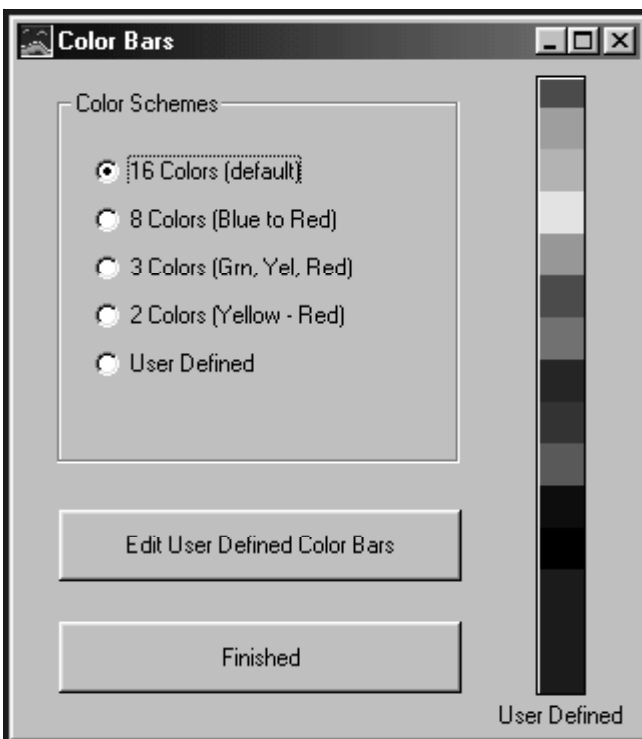 Color Bars
Color Schemes
16 Colors (default)
8 Colors (Blue to Red)
3 Colors (Grn, Yel, Red)
2 Colors (Yellow - Red)
User Defined
Edit User Defined Color Bars
Finished
User Defined